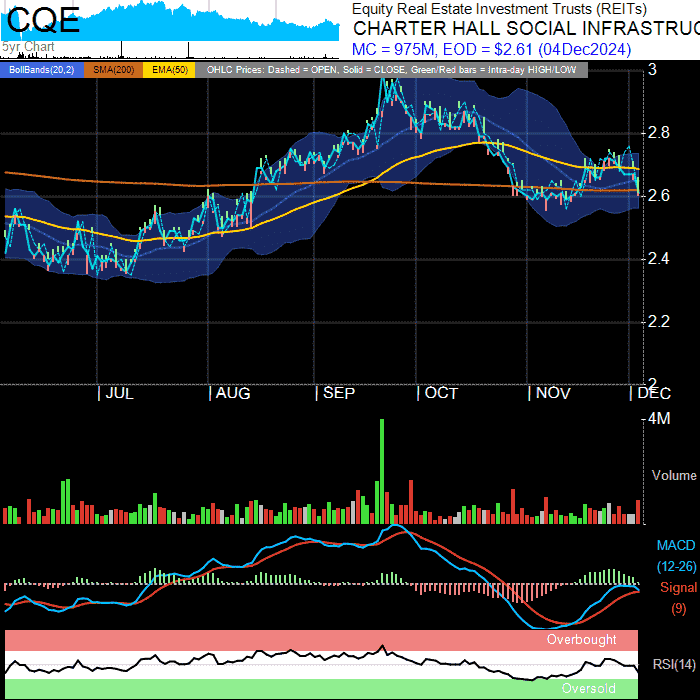 CQE
Equity Real Estate Investment Trusts (REITs)
CHARTER HALL SOCIAL INFRASTRUC
MC = 975M, EOD = $2.61 (04Dec2024)
5yr Chart
BollBands(20,2) SMA(200) EMA(50) OHLC Prices: Dashed = OPEN, Solid = CLOSE, Green/Red bars = Intra-day HIGH/LOW
3
2.8
2.6
2.4
2.2
2
JUL AUG SEP OCT NOV DEC
4M
Volume
MACD
(12-26)
Signal
(9)
Overbought
RSI(14)
Oversold